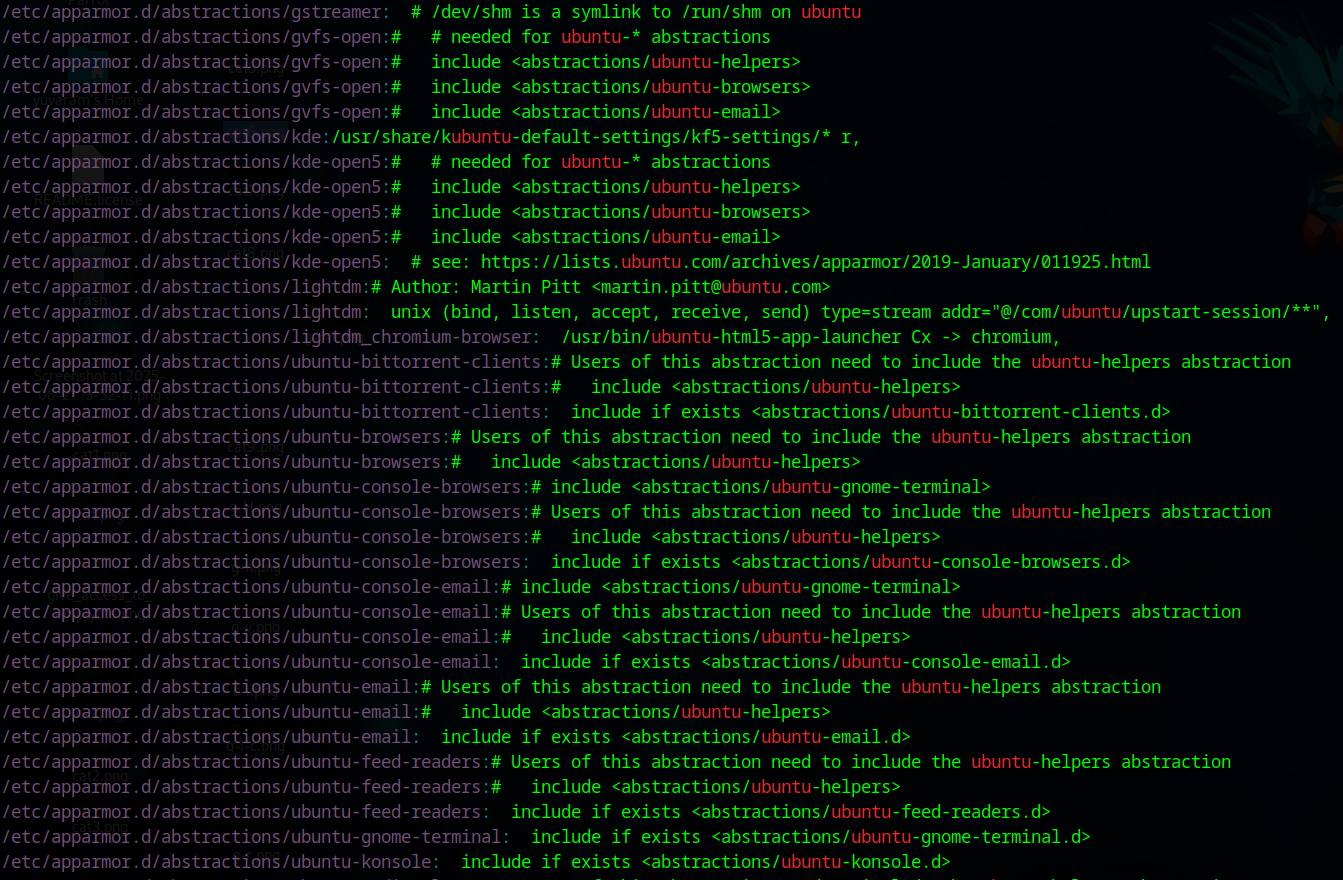 /etc/apparmor.d/abstractions/gstreamer:  # /dev/shm is a symlink to /run/shm on ubuntu
/etc/apparmor.d/abstractions/gvfs-open:#   # needed for ubuntu-* abstractions
/etc/apparmor.d/abstractions/gvfs-open:#   include <abstractions/ubuntu-helpers>
/etc/apparmor.d/abstractions/gvfs-open:#   include <abstractions/ubuntu-browsers>
/etc/apparmor.d/abstractions/gvfs-open:#   include <abstractions/ubuntu-email>
/etc/apparmor.d/abstractions/kde:/usr/share/kubuntu-default-settings/kf5-settings/* r,
/etc/apparmor.d/abstractions/kde-open5:#   # needed for ubuntu-* abstractions
/etc/apparmor.d/abstractions/kde-open5:#   include <abstractions/ubuntu-helpers>
/etc/apparmor.d/abstractions/kde-open5:#   include <abstractions/ubuntu-browsers>
/etc/apparmor.d/abstractions/kde-open5:#   include <abstractions/ubuntu-email>
/etc/apparmor.d/abstractions/kde-open5:  # see: https://lists.ubuntu.com/archives/apparmor/2019-January/011925.html
/etc/apparmor.d/abstractions/lightdm:# Author: Martin Pitt <martin.pitt@ubuntu.com>
/etc/apparmor.d/abstractions/lightdm:  unix (bind, listen, accept, receive, send) type=stream addr="@/com/ubuntu/upstart-session/**",
/etc/apparmor.d/abstractions/lightdm_chromium-browser:  /usr/bin/ubuntu-html5-app-launcher Cx -> chromium,
/etc/apparmor.d/abstractions/ubuntu-bittorrent-clients:# Users of this abstraction need to include the ubuntu-helpers abstraction
/etc/apparmor.d/abstractions/ubuntu-bittorrent-clients:#   include <abstractions/ubuntu-helpers>
/etc/apparmor.d/abstractions/ubuntu-bittorrent-clients:  include if exists <abstractions/ubuntu-bittorrent-clients.d>
/etc/apparmor.d/abstractions/ubuntu-browsers:# Users of this abstraction need to include the ubuntu-helpers abstraction
/etc/apparmor.d/abstractions/ubuntu-browsers:#   include <abstractions/ubuntu-helpers>
/etc/apparmor.d/abstractions/ubuntu-console-browsers:# include <abstractions/ubuntu-gnome-terminal>
/etc/apparmor.d/abstractions/ubuntu-console-browsers:# Users of this abstraction need to include the ubuntu-helpers abstraction
/etc/apparmor.d/abstractions/ubuntu-console-browsers:#   include <abstractions/ubuntu-helpers>
/etc/apparmor.d/abstractions/ubuntu-console-browsers:  include if exists <abstractions/ubuntu-console-browsers.d>
/etc/apparmor.d/abstractions/ubuntu-console-email:# include <abstractions/ubuntu-gnome-terminal>
/etc/apparmor.d/abstractions/ubuntu-console-email:# Users of this abstraction need to include the ubuntu-helpers abstraction
/etc/apparmor.d/abstractions/ubuntu-console-email:#   include <abstractions/ubuntu-helpers>
/etc/apparmor.d/abstractions/ubuntu-console-email:  include if exists <abstractions/ubuntu-console-email.d>
/etc/apparmor.d/abstractions/ubuntu-email:# Users of this abstraction need to include the ubuntu-helpers abstraction
/etc/apparmor.d/abstractions/ubuntu-email:#   include <abstractions/ubuntu-helpers>
/etc/apparmor.d/abstractions/ubuntu-email:  include if exists <abstractions/ubuntu-email.d>
/etc/apparmor.d/abstractions/ubuntu-feed-readers:# Users of this abstraction need to include the ubuntu-helpers abstraction
/etc/apparmor.d/abstractions/ubuntu-feed-readers:#   include <abstractions/ubuntu-helpers>
/etc/apparmor.d/abstractions/ubuntu-feed-readers:  include if exists <abstractions/ubuntu-feed-readers.d>
/etc/apparmor.d/abstractions/ubuntu-gnome-terminal:  include if exists <abstractions/ubuntu-gnome-terminal.d>
/etc/apparmor.d/abstractions/ubuntu-konsole:  include if exists <abstractions/ubuntu-konsole.d>